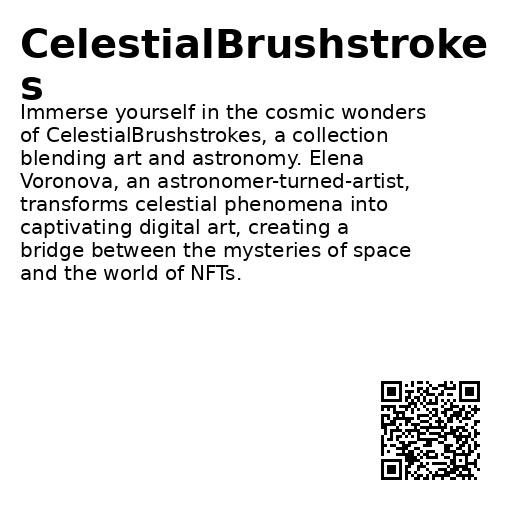 CelestialBrushstroke
s
Immerse yourself in the cosmic wonders
of CelestialBrushstrokes, a collection
blending art and astronomy. Elena
Voronova, an astronomer-turned-artist,
transforms celestial phenomena into
captivating digital art, creating a
bridge between the mysteries of space
and the world of NFTs.